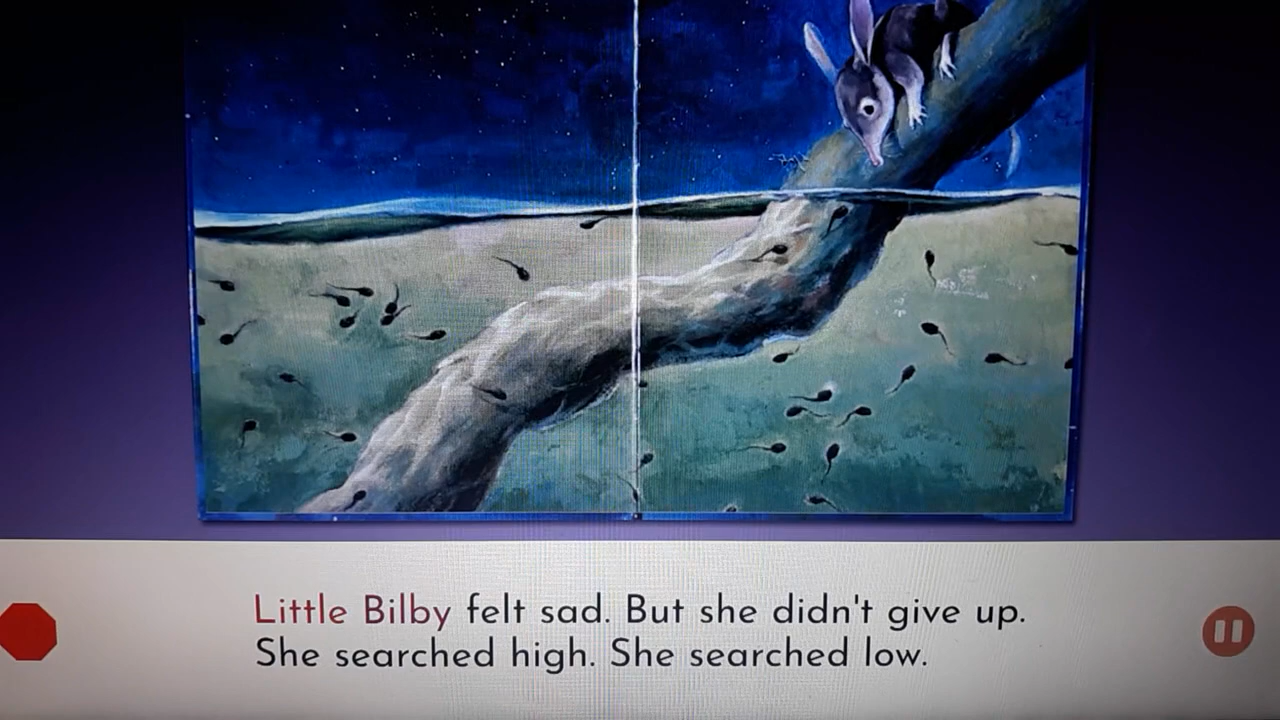 Little Bilby felt sad. But she didn't give up.
She searched high. She searched low.